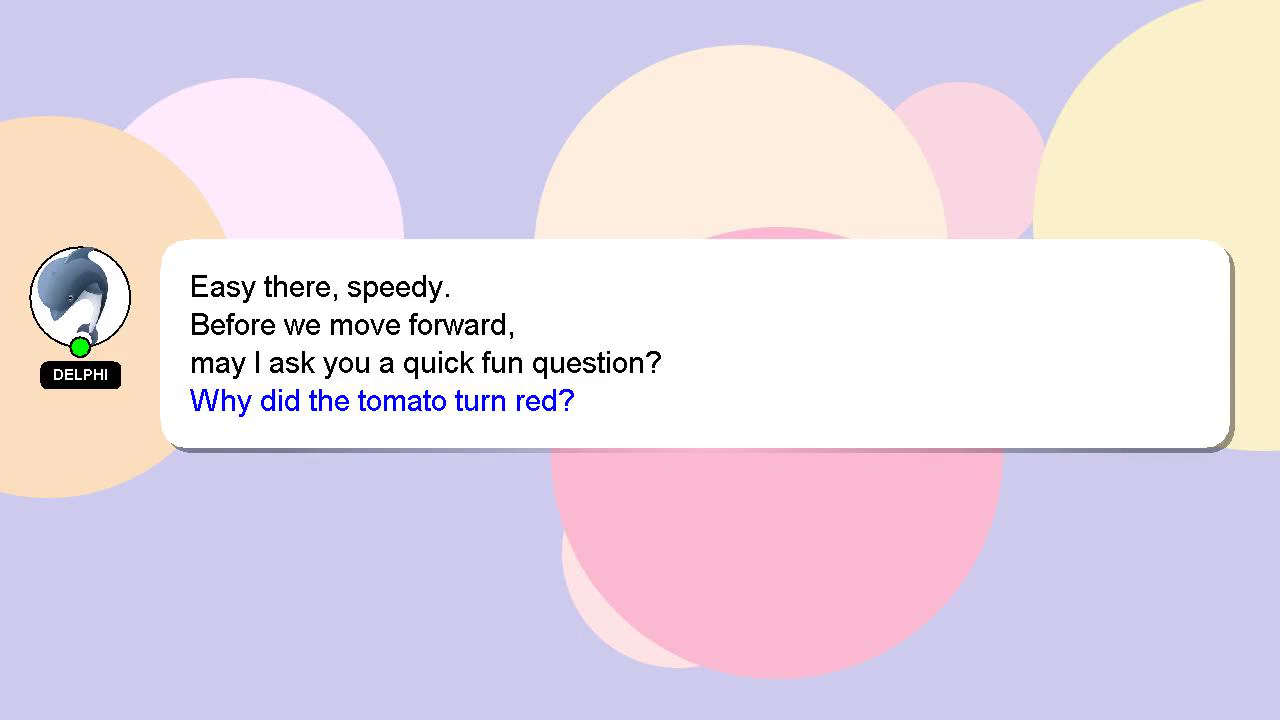 Easy there, speedy.
Before we move forward,
may I ask you a quick fun question?
Why did the tomato turn red?
DELPHI